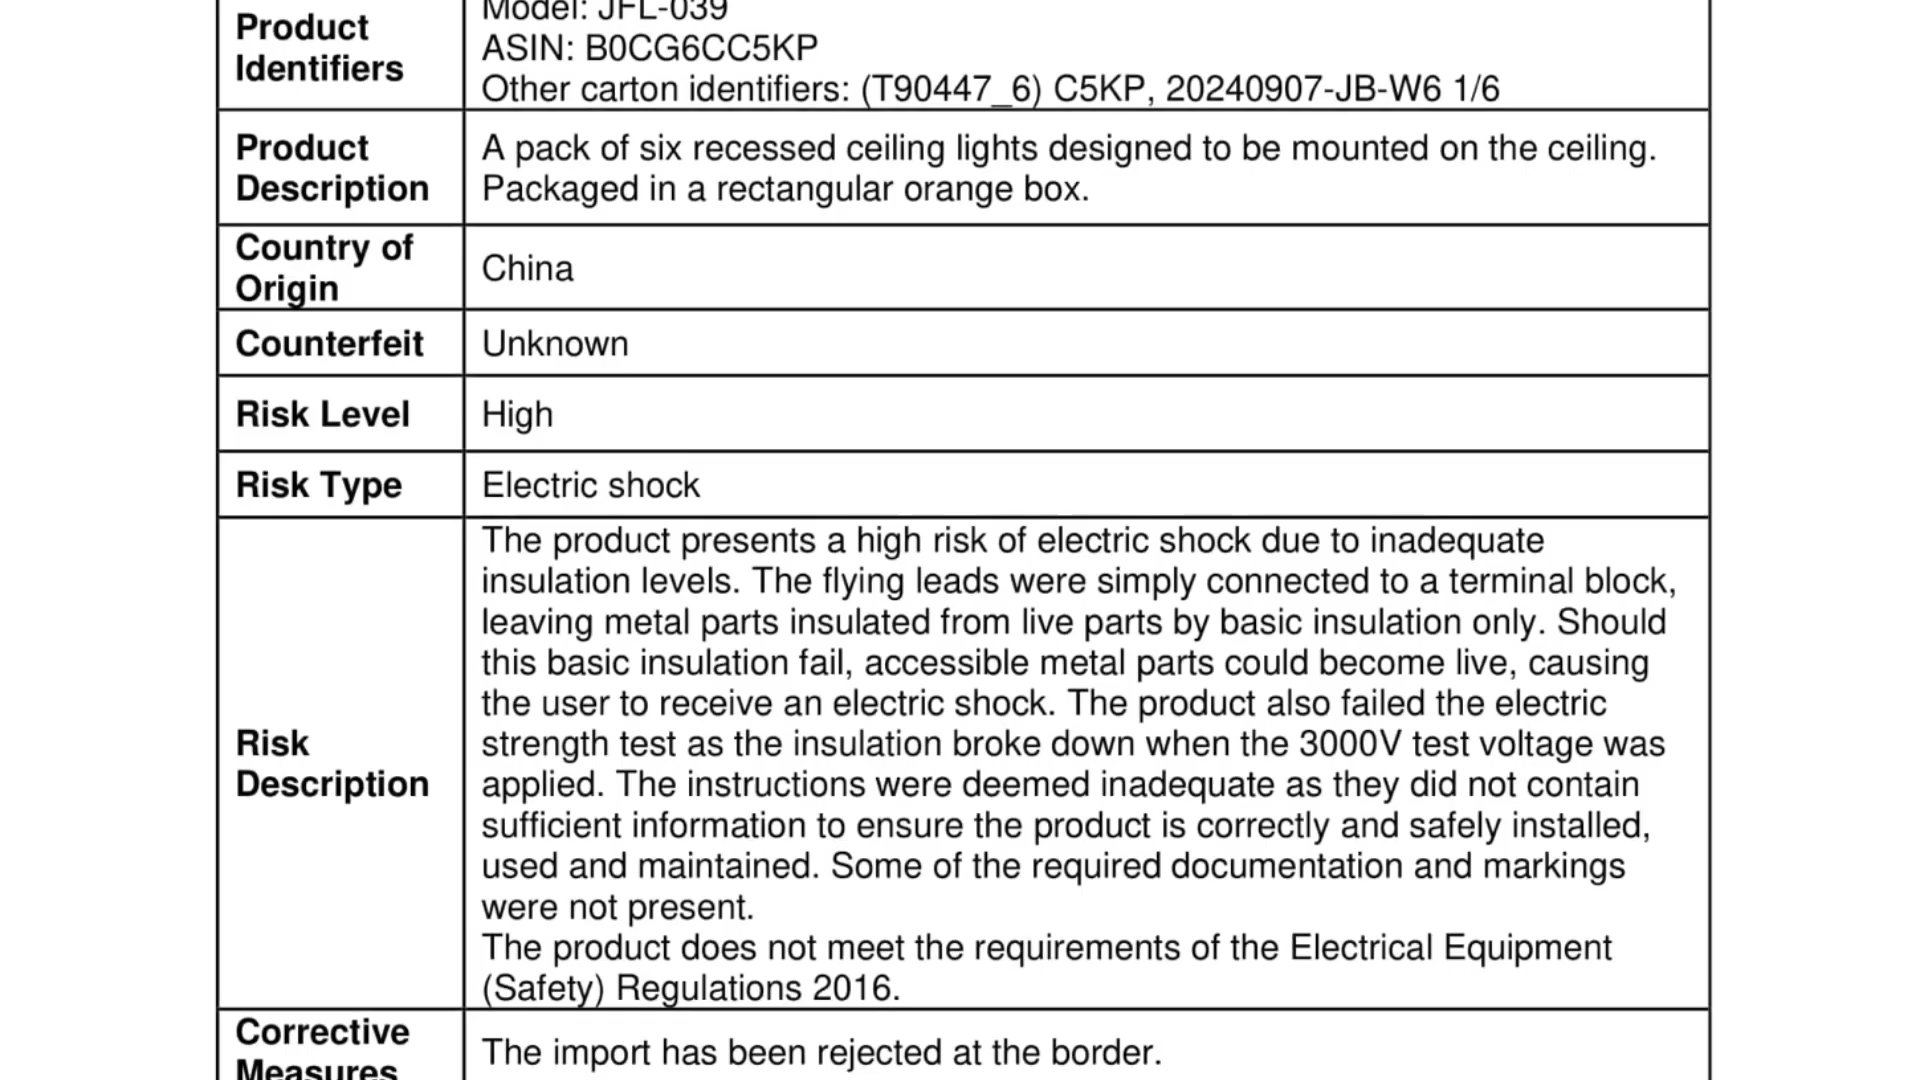 Product
Identifiers
Model: JFL-039
ASIN: B0CG6CC5KP
Other carton identifiers: (T90447_6) C5KP, 20240907-JB-W6 1/6
Product
Description
A pack of six recessed ceiling lights designed to be mounted on the ceiling.
Packaged in a rectangular orange box.
Country of
Origin
China
Counterfeit
Unknown
Risk Level
High
Risk Type
Electric shock
Risk
Description
The product presents a high risk of electric shock due to inadequate
insulation levels. The flying leads were simply connected to a terminal block,
leaving metal parts insulated from live parts by basic insulation only. Should
this basic insulation fail, accessible metal parts could become live, causing
the user to receive an electric shock. The product also failed the electric
strength test as the insulation broke down when the 3000V test voltage was
applied. The instructions were deemed inadequate as they did not contain
sufficient information to ensure the product is correctly and safely installed,
used and maintained. Some of the required documentation and markings
were not present.
The product does not meet the requirements of the Electrical Equipment
(Safety) Regulations 2016.
Corrective
Measures
The import has been rejected at the border.